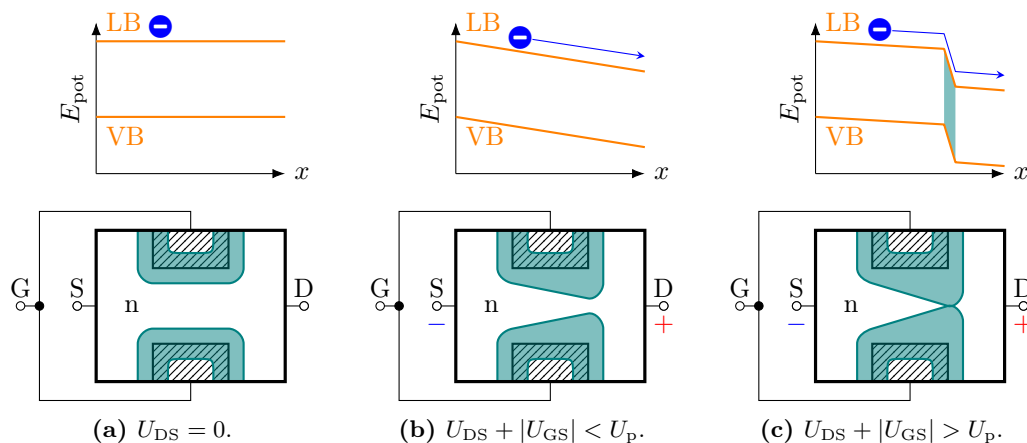 LB
E_pot
VB
x
G
S
n
D
(a) U_DS = 0.
LB
E_pot
VB
x
G
S
−
n
D
+
(b) U_DS + |U_GS| < U_p.
LB
E_pot
VB
x
G
S
−
n
D
+
(c) U_DS + |U_GS| > U_p.